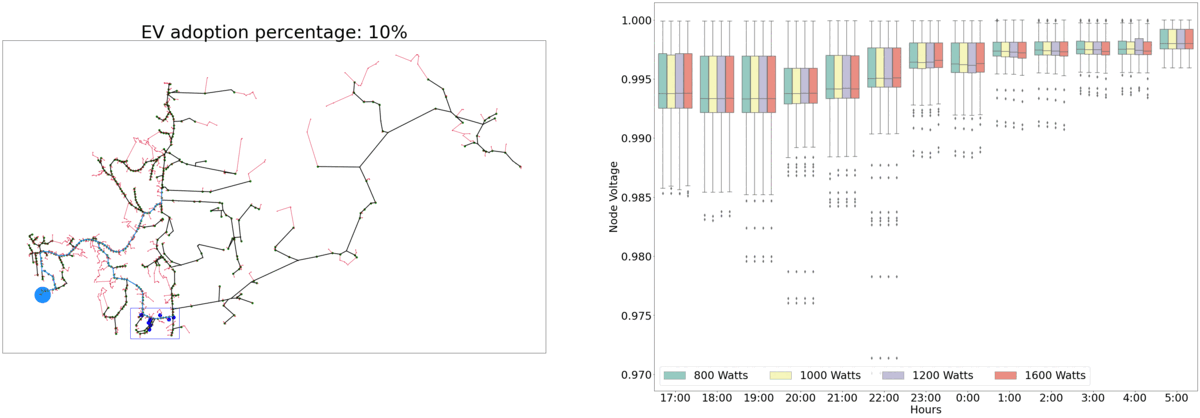 EV adoption percentage: 10%
1.000
0.995
0.990
0.985
0.980
0.975
0.970
Node Voltage
800 Watts
1000 Watts
1200 Watts
1600 Watts
17:00
18:00
19:00
20:00
21:00
22:00
23:00
0:00
1:00
2:00
3:00
4:00
5:00
Hours